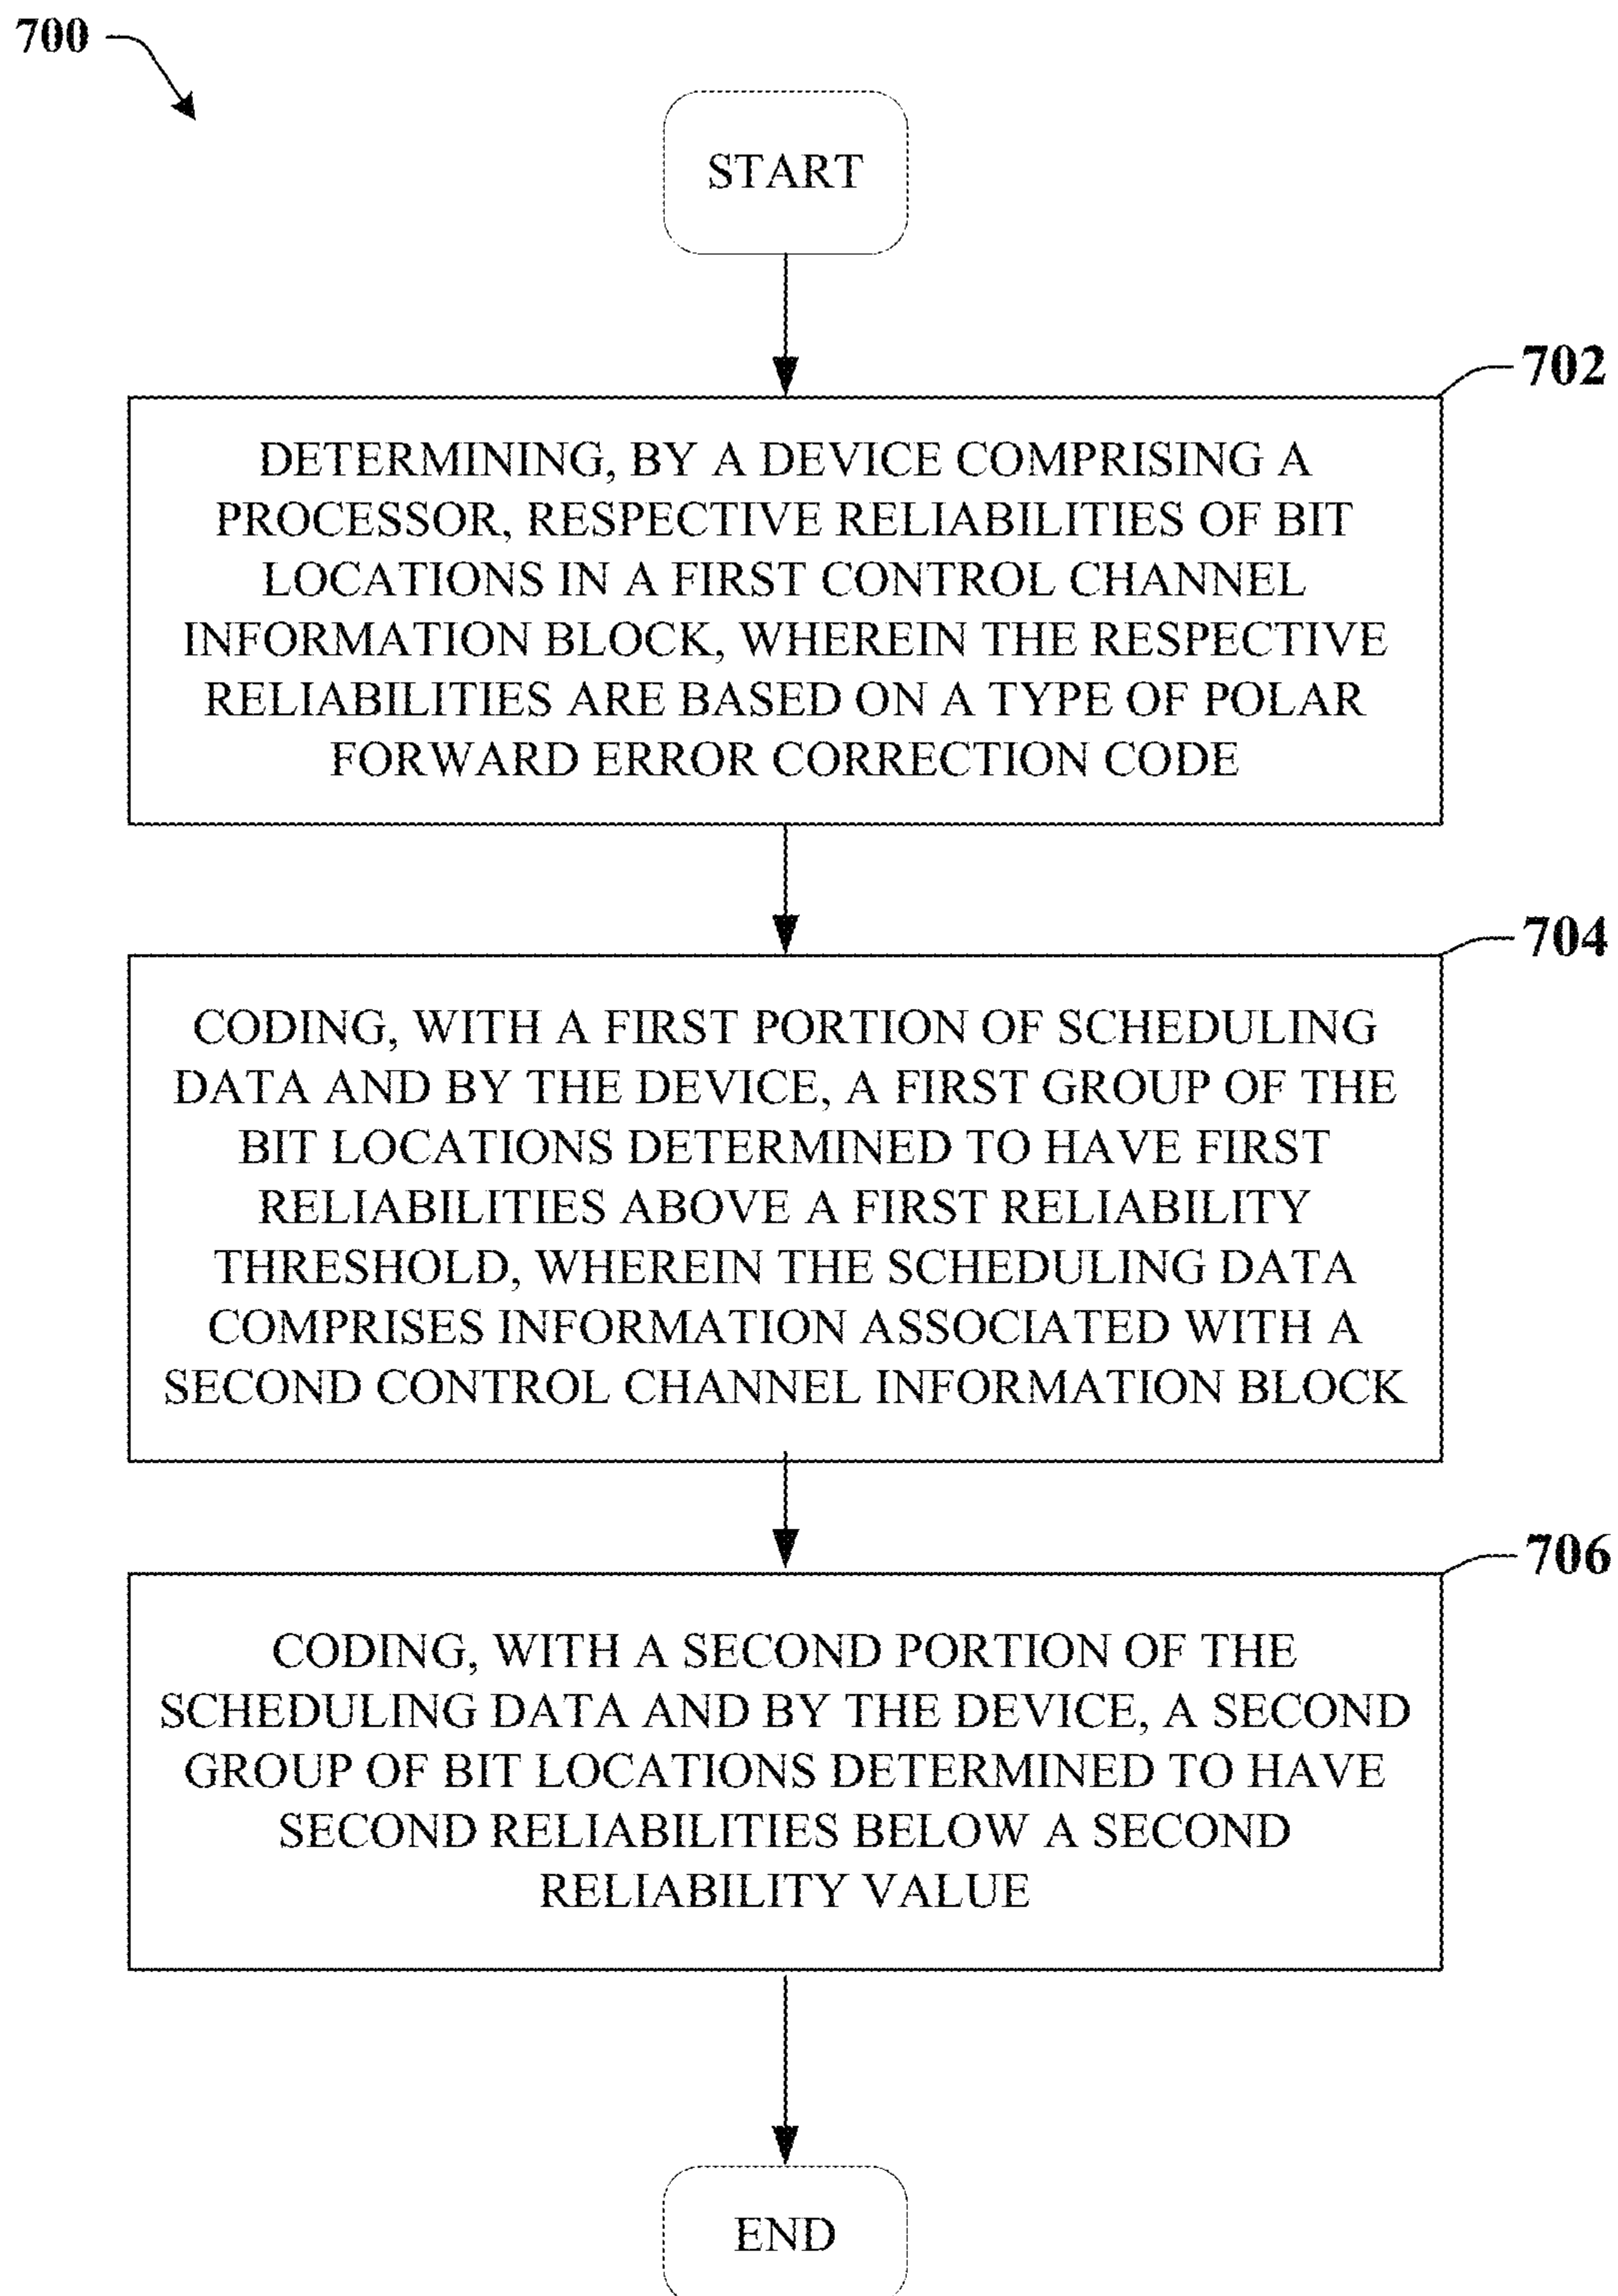 700
START
702
DETERMINING, BY A DEVICE COMPRISING A
PROCESSOR, RESPECTIVE RELIABILITIES OF BIT
LOCATIONS IN A FIRST CONTROL CHANNEL
INFORMATION BLOCK, WHEREIN THE RESPECTIVE
RELIABILITIES ARE BASED ON A TYPE OF POLAR
FORWARD ERROR CORRECTION CODE
704
CODING, WITH A FIRST PORTION OF SCHEDULING
DATA AND BY THE DEVICE, A FIRST GROUP OF THE
BIT LOCATIONS DETERMINED TO HAVE FIRST
RELIABILITIES ABOVE A FIRST RELIABILITY
THRESHOLD, WHEREIN THE SCHEDULING DATA
COMPRISES INFORMATION ASSOCIATED WITH A
SECOND CONTROL CHANNEL INFORMATION BLOCK
706
CODING, WITH A SECOND PORTION OF THE
SCHEDULING DATA AND BY THE DEVICE, A SECOND
GROUP OF BIT LOCATIONS DETERMINED TO HAVE
SECOND RELIABILITIES BELOW A SECOND
RELIABILITY VALUE
END